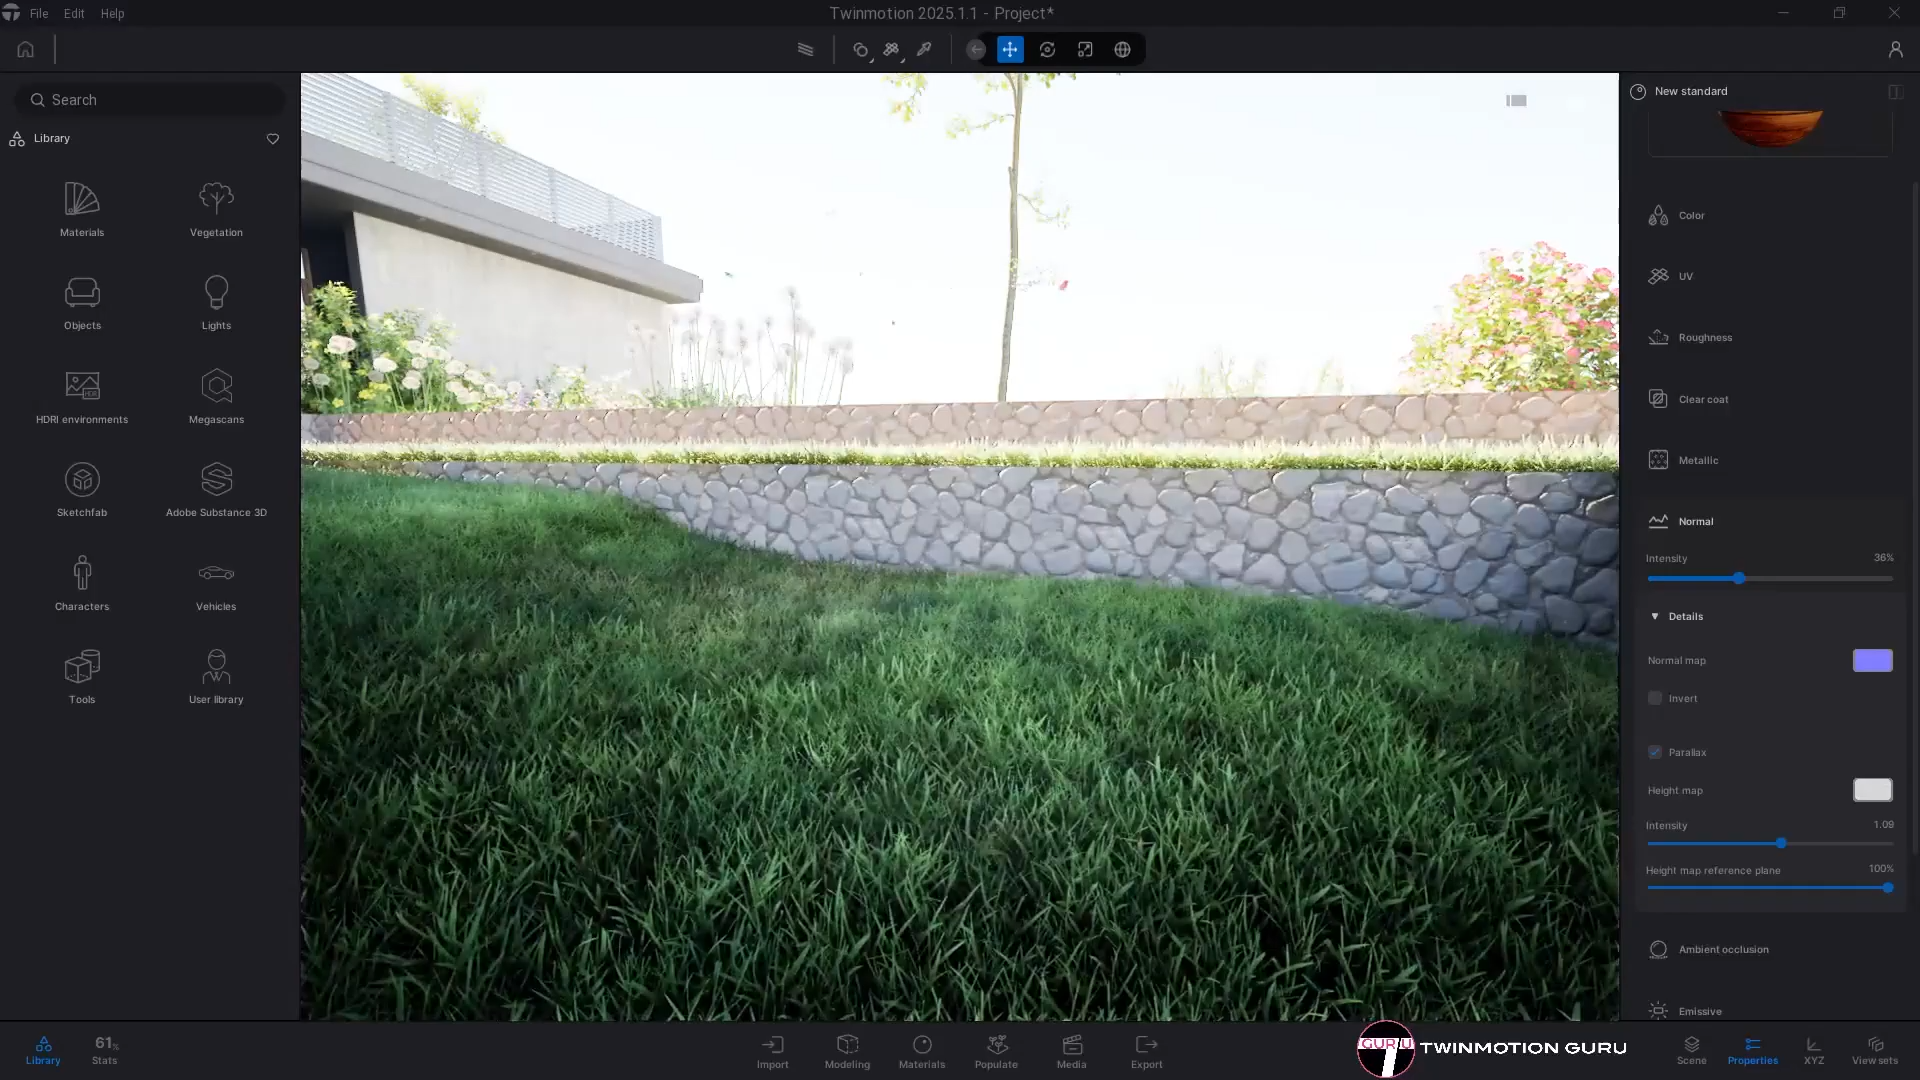 File Edit Help
Twinmotion 2025.1.1 - Project*
Search
Library
Materials
Vegetation
Objects
Lights
HDRI environments
Megascans
Sketchfab
Adobe Substance 3D
Characters
Vehicles
Tools
User library
New standard
Color
UV
Roughness
Clear coat
Metallic
Normal
Intensity 36%
Details
Normal map
Invert
Parallax
Height map
Intensity 1.09
Height map reference plane 100%
Ambient occlusion
Emissive
Library
61%
Stats
Import
Modeling
Materials
Populate
Media
Export
GURU
TWINMOTION GURU
Scene
Properties
XYZ
View sets